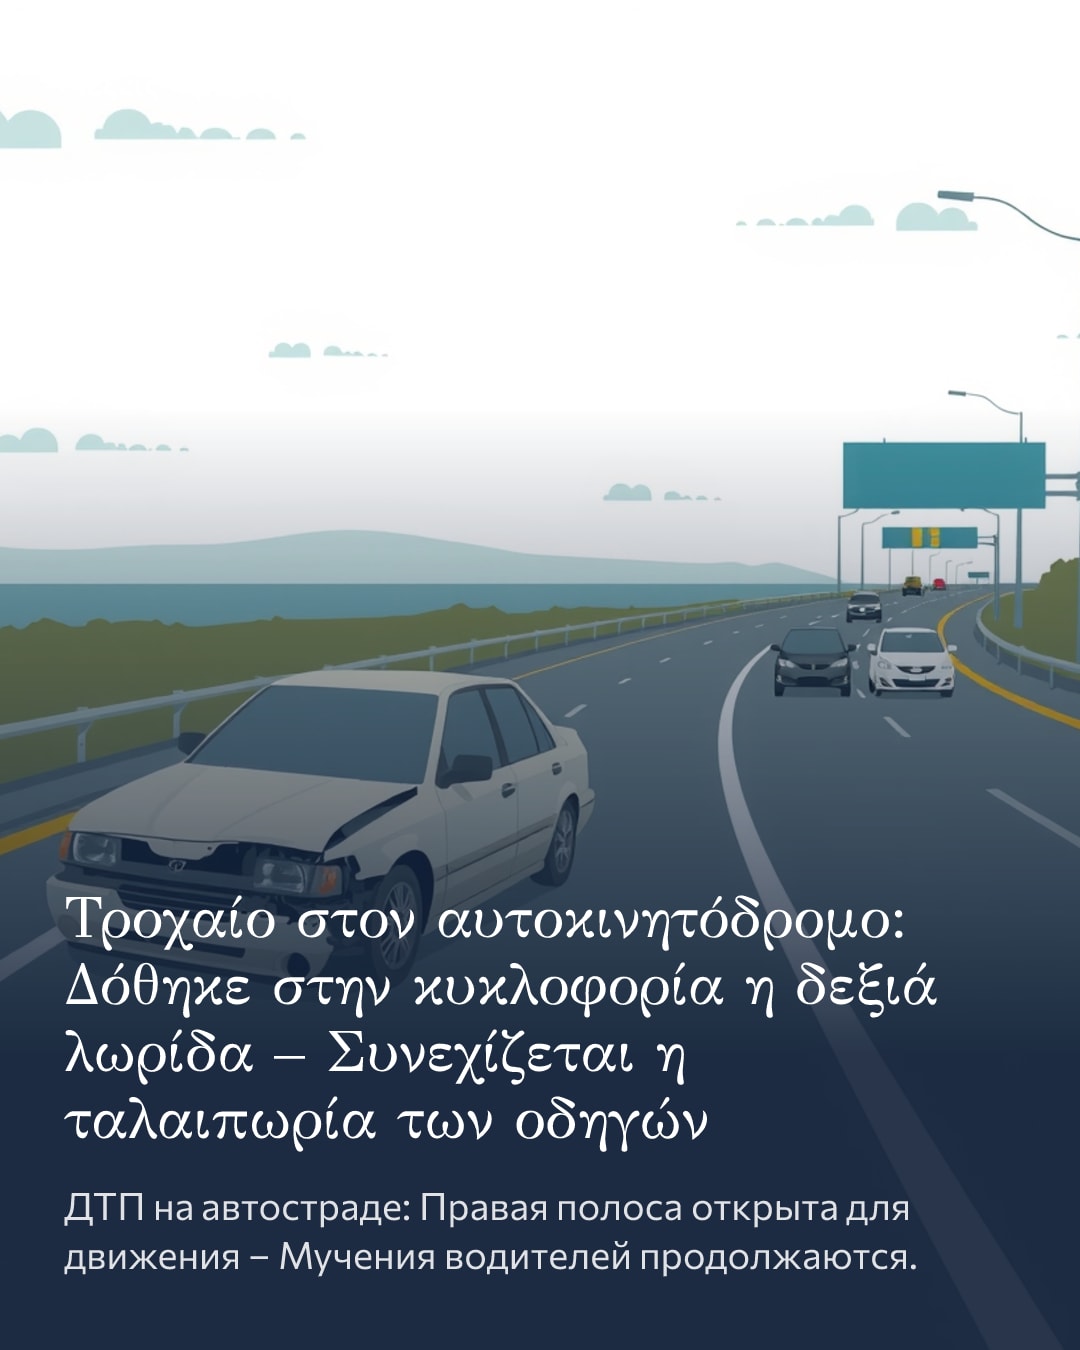 Τροχαίο στον αυτοκινητόδρομο:
Δόθηκε στην κυκλοφορία η δεξιά
λωρίδα – Συνεχίζεται η
ταλαιπωρία των οδηγών
ДТП на автостраде: Правая полоса открыта для
движения – Мучения водителей продолжаются.